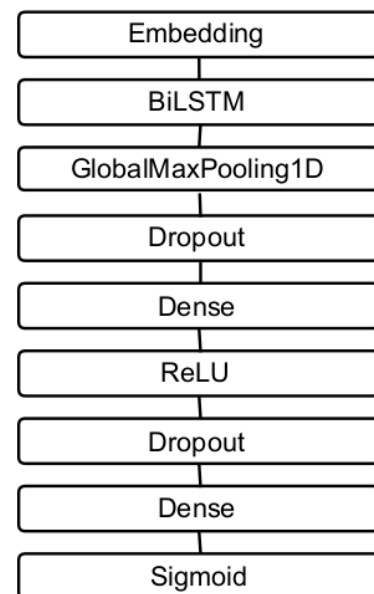 Embedding
BiLSTM
GlobalMaxPooling1D
Dropout
Dense
ReLU
Dropout
Dense
Sigmoid